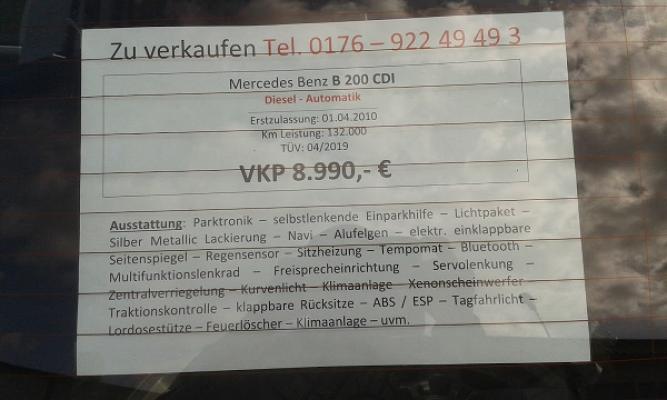 Zu verkaufen Tel. 0176 – 922 49 49 3
Mercedes Benz B 200 CDI
Diesel - Automatik
Erstzulassung: 01.04.2010
Km Leistung: 132.000
TÜV: 04/2019
VKP 8.990,- €
Ausstattung: Parktronik – selbstlenkende Einparkhilfe – Lichtpaket –
Silber Metallic Lackierung – Navi – Alufelgen – elektr. einklappbare
Seitenspiegel – Regensensor – Sitzheizung – Tempomat – Bluetooth –
Multifunktionslenkrad – Freisprecheinrichtung – Servolenkung –
Zentralverriegelung – Kurvenlicht – Klimaanlage – Xenonscheinwerfer –
Traktionskontrolle – klappbare Rücksitze – ABS / ESP – Tagfahrlicht –
Lordosestütze – Feuerlöscher – Klimaanlage – uvm.